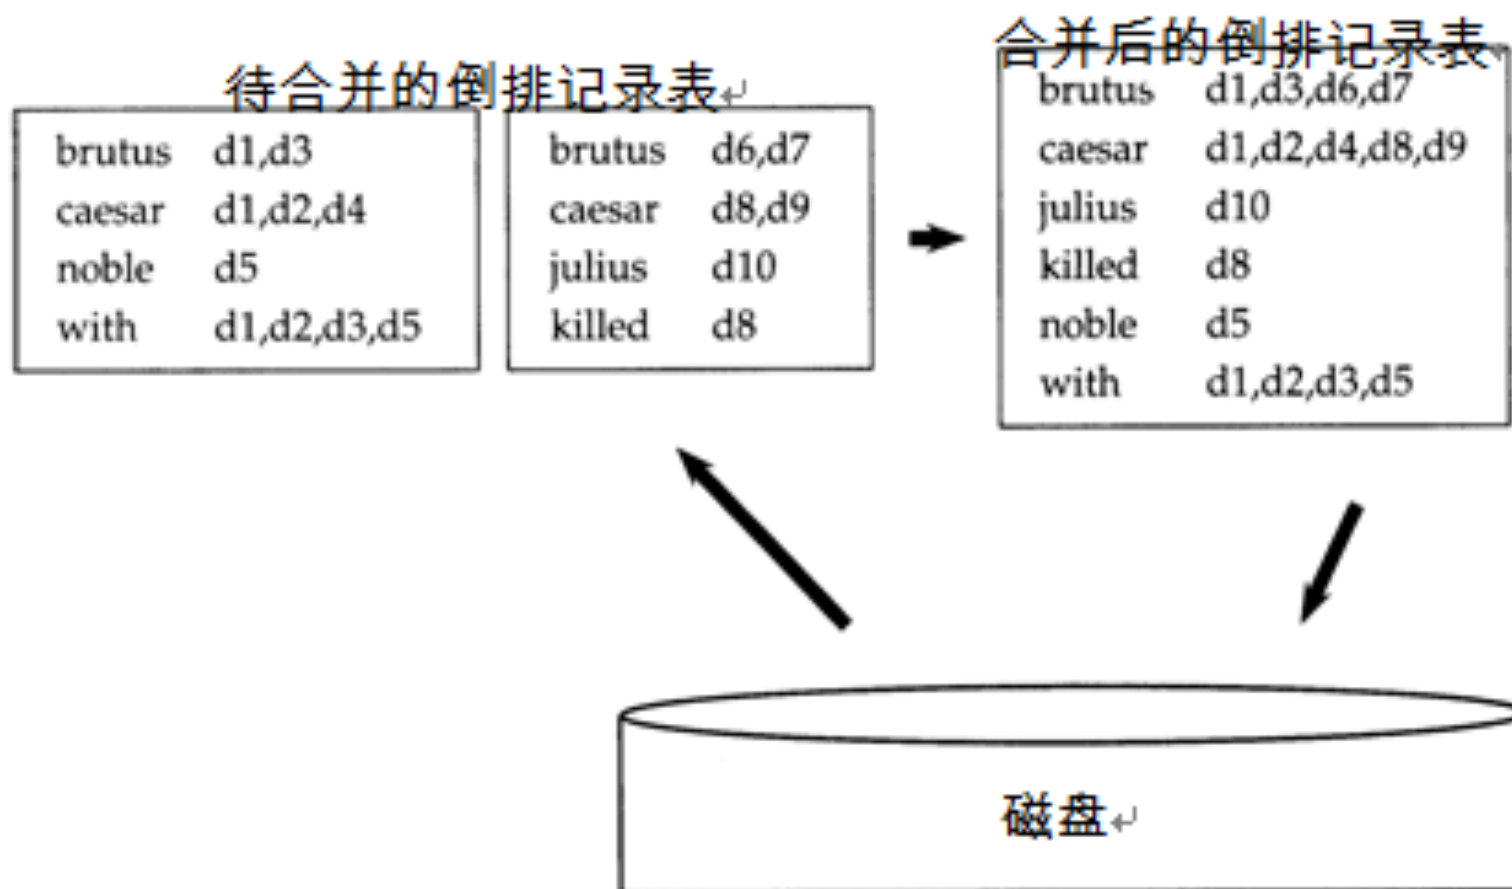 待合并的倒排记录表↵
brutus d1,d3
caesar d1,d2,d4
noble d5
with d1,d2,d3,d5
brutus d6,d7
caesar d8,d9
julius d10
killed d8
合并后的倒排记录表
brutus d1,d3,d6,d7
caesar d1,d2,d4,d8,d9
julius d10
killed d8
noble d5
with d1,d2,d3,d5
磁盘↵